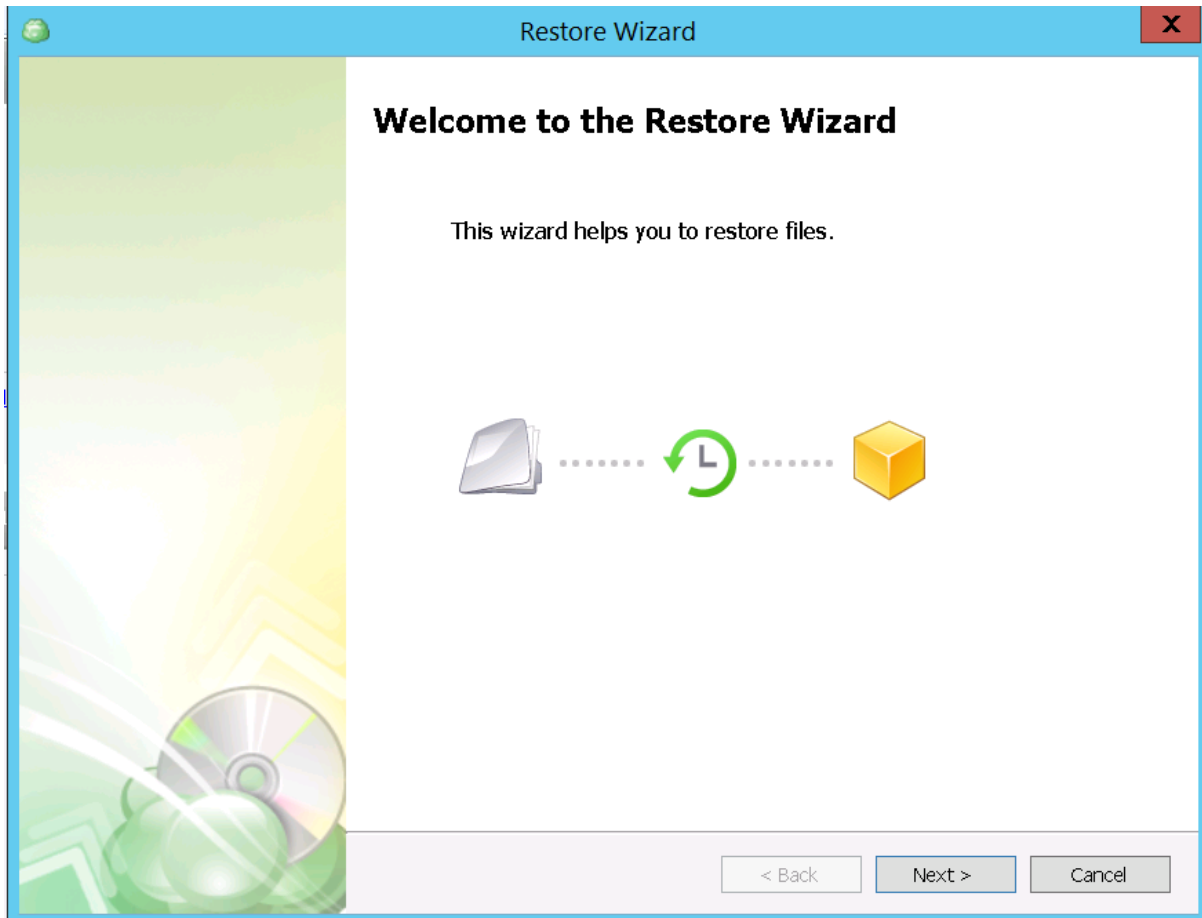 Restore Wizard
X
Welcome to the Restore Wizard
This wizard helps you to restore files.
< Back
Next >
Cancel